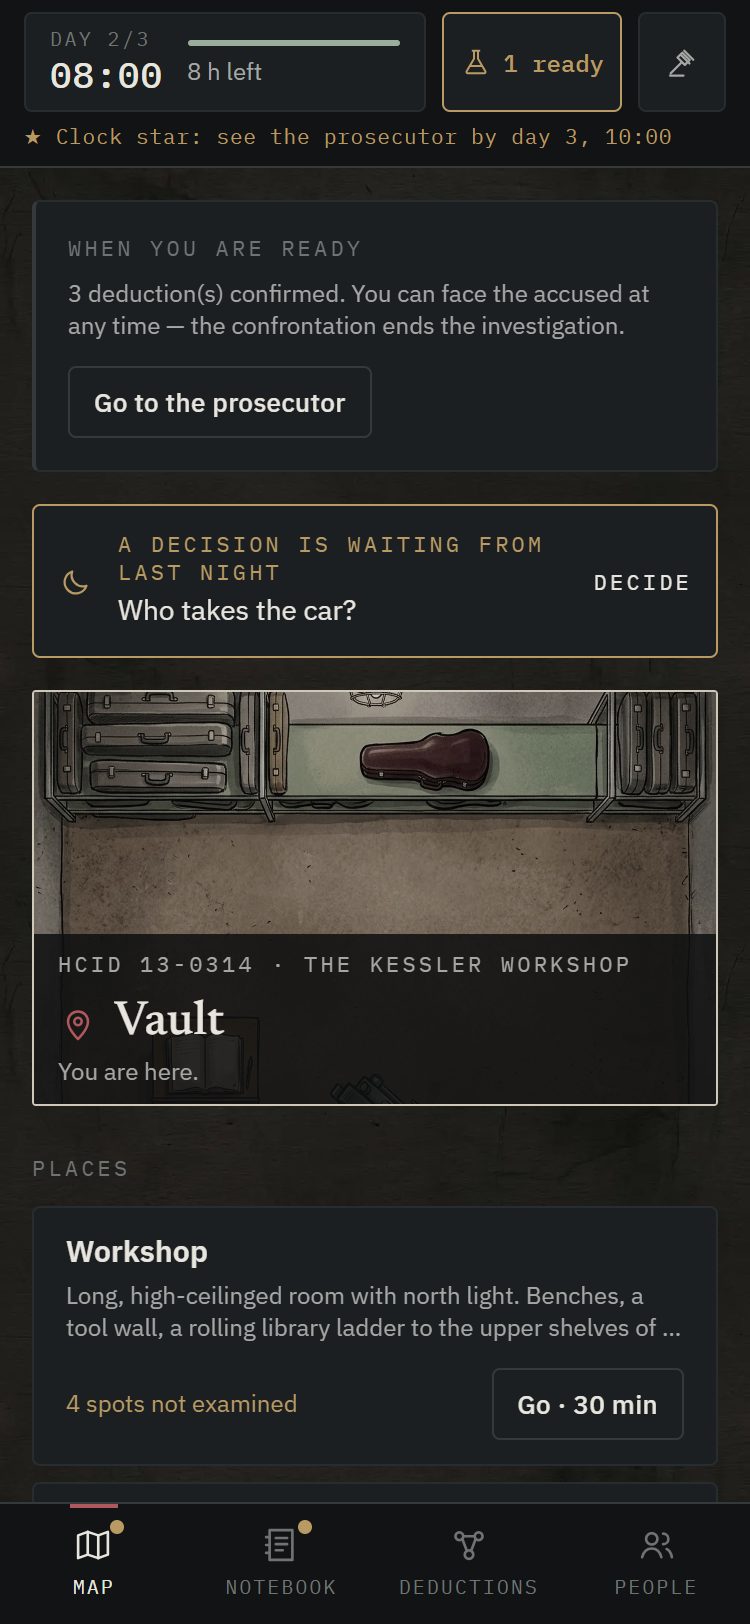 DAY 2/3
08:00
8 h left
1 ready
★ Clock star: see the prosecutor by day 3, 10:00
WHEN YOU ARE READY
3 deduction(s) confirmed. You can face the accused at
any time — the confrontation ends the investigation.
Go to the prosecutor
A DECISION IS WAITING FROM
LAST NIGHT
Who takes the car?
DECIDE
HCID 13-0314 · THE KESSLER WORKSHOP
Vault
You are here.
PLACES
Workshop
Long, high-ceilinged room with north light. Benches, a
tool wall, a rolling library ladder to the upper shelves of ...
4 spots not examined
Go · 30 min
MAP
NOTEBOOK
DEDUCTIONS
PEOPLE